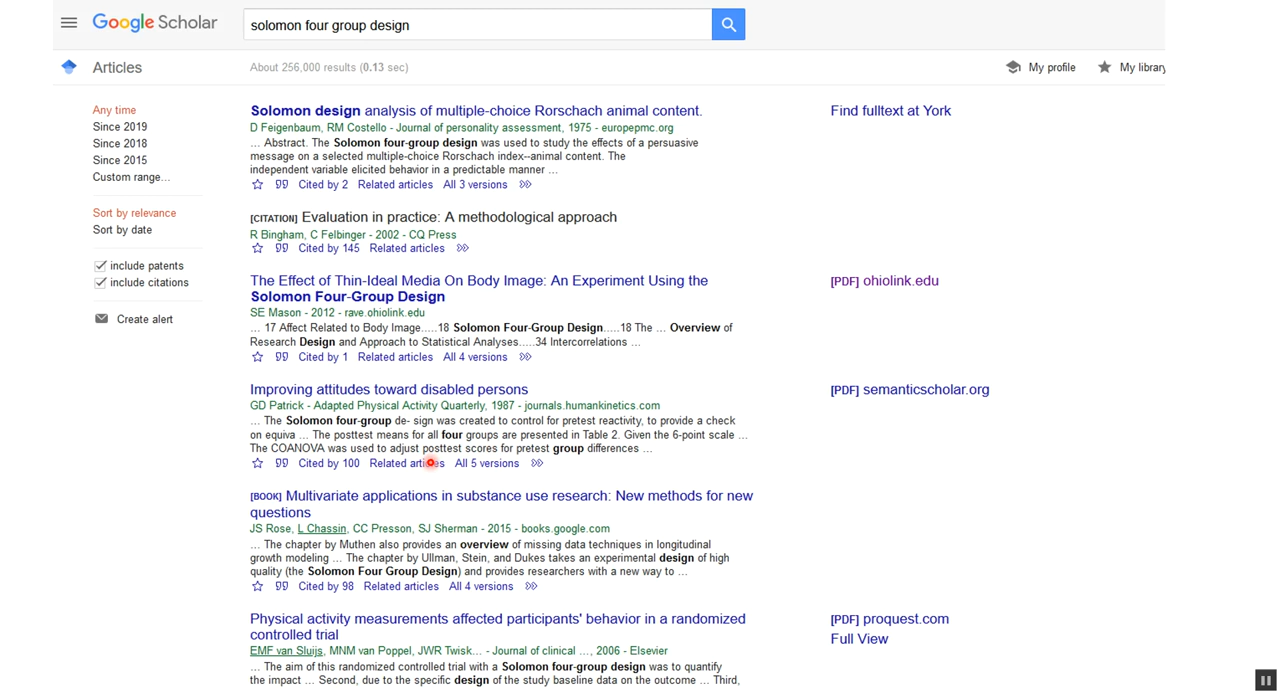 Google Scholar
solomon four group design
Articles
About 256,000 results (0.13 sec)
My profile
My library
Any time
Since 2019
Since 2018
Since 2015
Custom range...
Sort by relevance
Sort by date
include patents
include citations
Create alert
Solomon design analysis of multiple-choice Rorschach animal content.
Find fulltext at York
D Feigenbaum, RM Costello - Journal of personality assessment, 1975 - europepmc.org
... Abstract. The Solomon four-group design was used to study the effects of a persuasive
message on a selected multiple-choice Rorschach index--animal content. The
independent variable elicited behavior in a predictable manner ...
Cited by 2 Related articles All 3 versions
[CITATION] Evaluation in practice: A methodological approach
R Bingham, C Felbinger - 2002 - CQ Press
Cited by 145 Related articles
The Effect of Thin-Ideal Media On Body Image: An Experiment Using the
Solomon Four-Group Design
[PDF] ohiolink.edu
SE Mason - 2012 - rave.ohiolink.edu
... 17 Affect Related to Body Image.....18 Solomon Four-Group Design.....18 The ... Overview of
Research Design and Approach to Statistical Analyses.....34 Intercorrelations ...
Cited by 1 Related articles All 4 versions
Improving attitudes toward disabled persons
[PDF] semanticscholar.org
GD Patrick - Adapted Physical Activity Quarterly, 1987 - journals.humankinetics.com
... The Solomon four-group de- sign was created to control for pretest reactivity, to provide a check
on equiva ... The posttest means for all four groups are presented in Table 2. Given the 6-point scale ...
The COANOVA was used to adjust posttest scores for pretest group differences ...
Cited by 100 Related articles All 5 versions
[BOOK] Multivariate applications in substance use research: New methods for new
questions
JS Rose, L Chassin, CC Presson, SJ Sherman - 2015 - books.google.com
... The chapter by Muthen also provides an overview of missing data techniques in longitudinal
growth modeling ... The chapter by Ullman, Stein, and Dukes takes an experimental design of high
quality (the Solomon Four Group Design) and provides researchers with a new way to ...
Cited by 98 Related articles All 4 versions
Physical activity measurements affected participants' behavior in a randomized
controlled trial
[PDF] proquest.com
Full View
EMF van Sluijs, MNM van Poppel, JWR Twisk... - Journal of clinical ..., 2006 - Elsevier
... The aim of this randomized controlled trial with a Solomon four-group design was to quantify
the impact ... Second, due to the specific design of the study baseline data on the outcome ... Third,